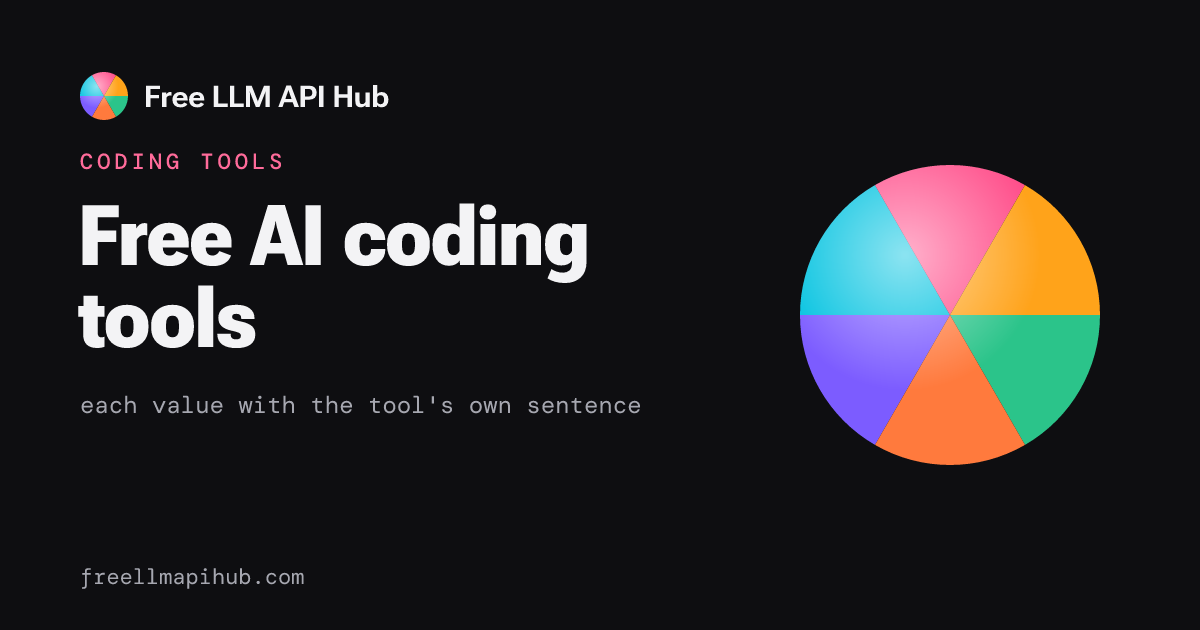 Free LLM API Hub
CODING TOOLS
Free AI coding
tools
each value with the tool's own sentence
freellmapihub.com